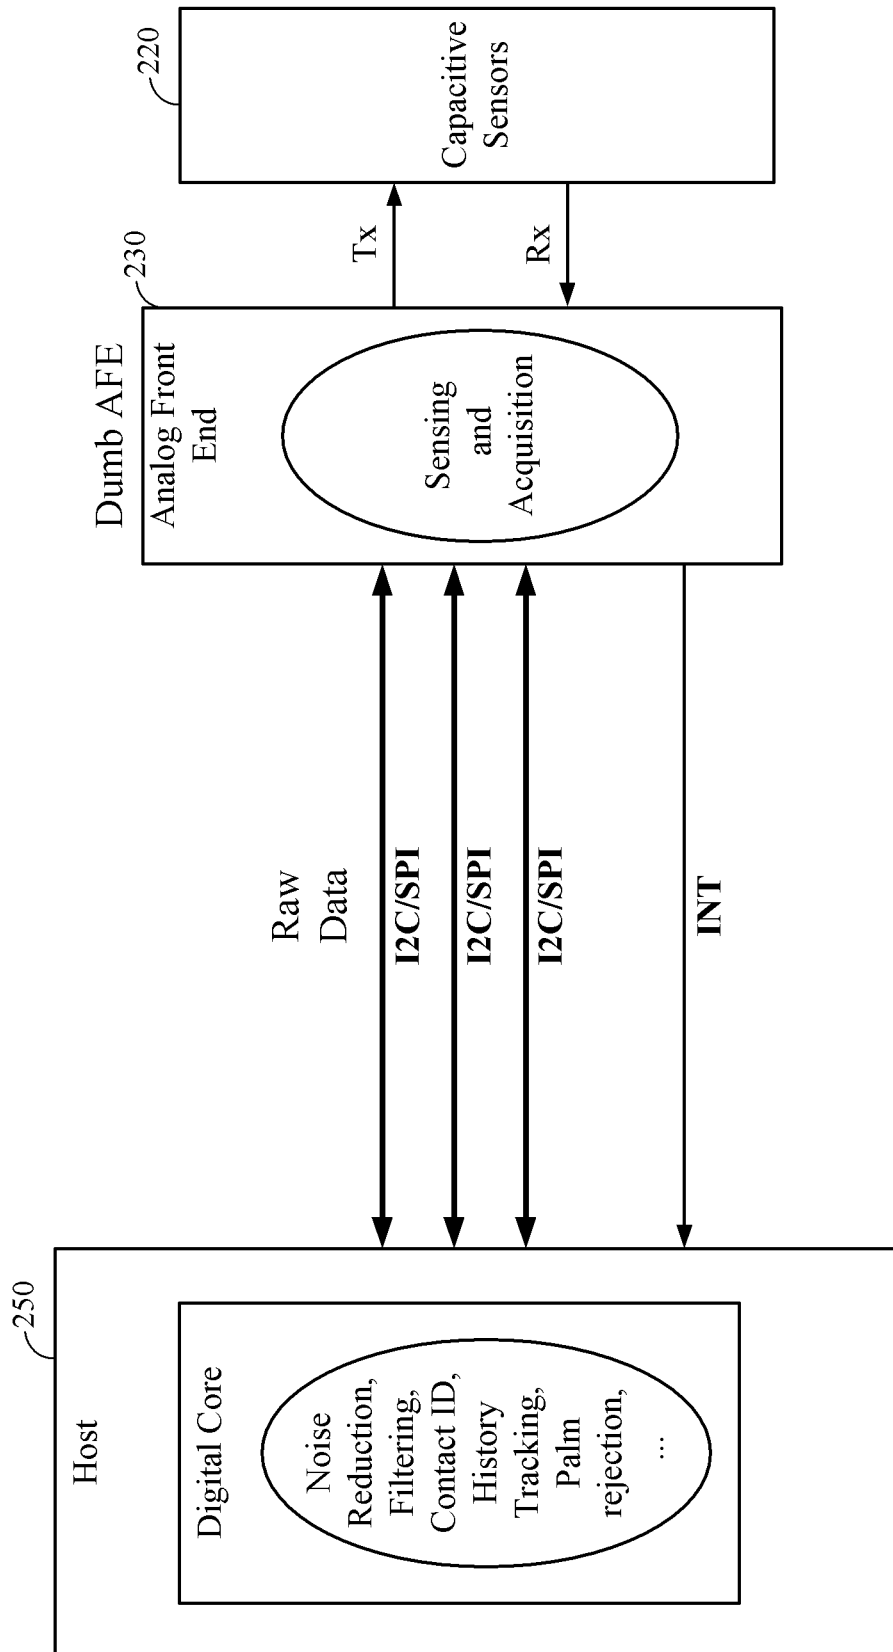 Host
250
Digital Core
Noise
Reduction,
Filtering,
Contact ID,
History
Tracking,
Palm
rejection,
...
Raw
Data
I2C/SPI
I2C/SPI
I2C/SPI
INT
Dumb AFE
230
Analog Front
End
Sensing
and
Acquisition
Tx
Rx
220
Capacitive
Sensors